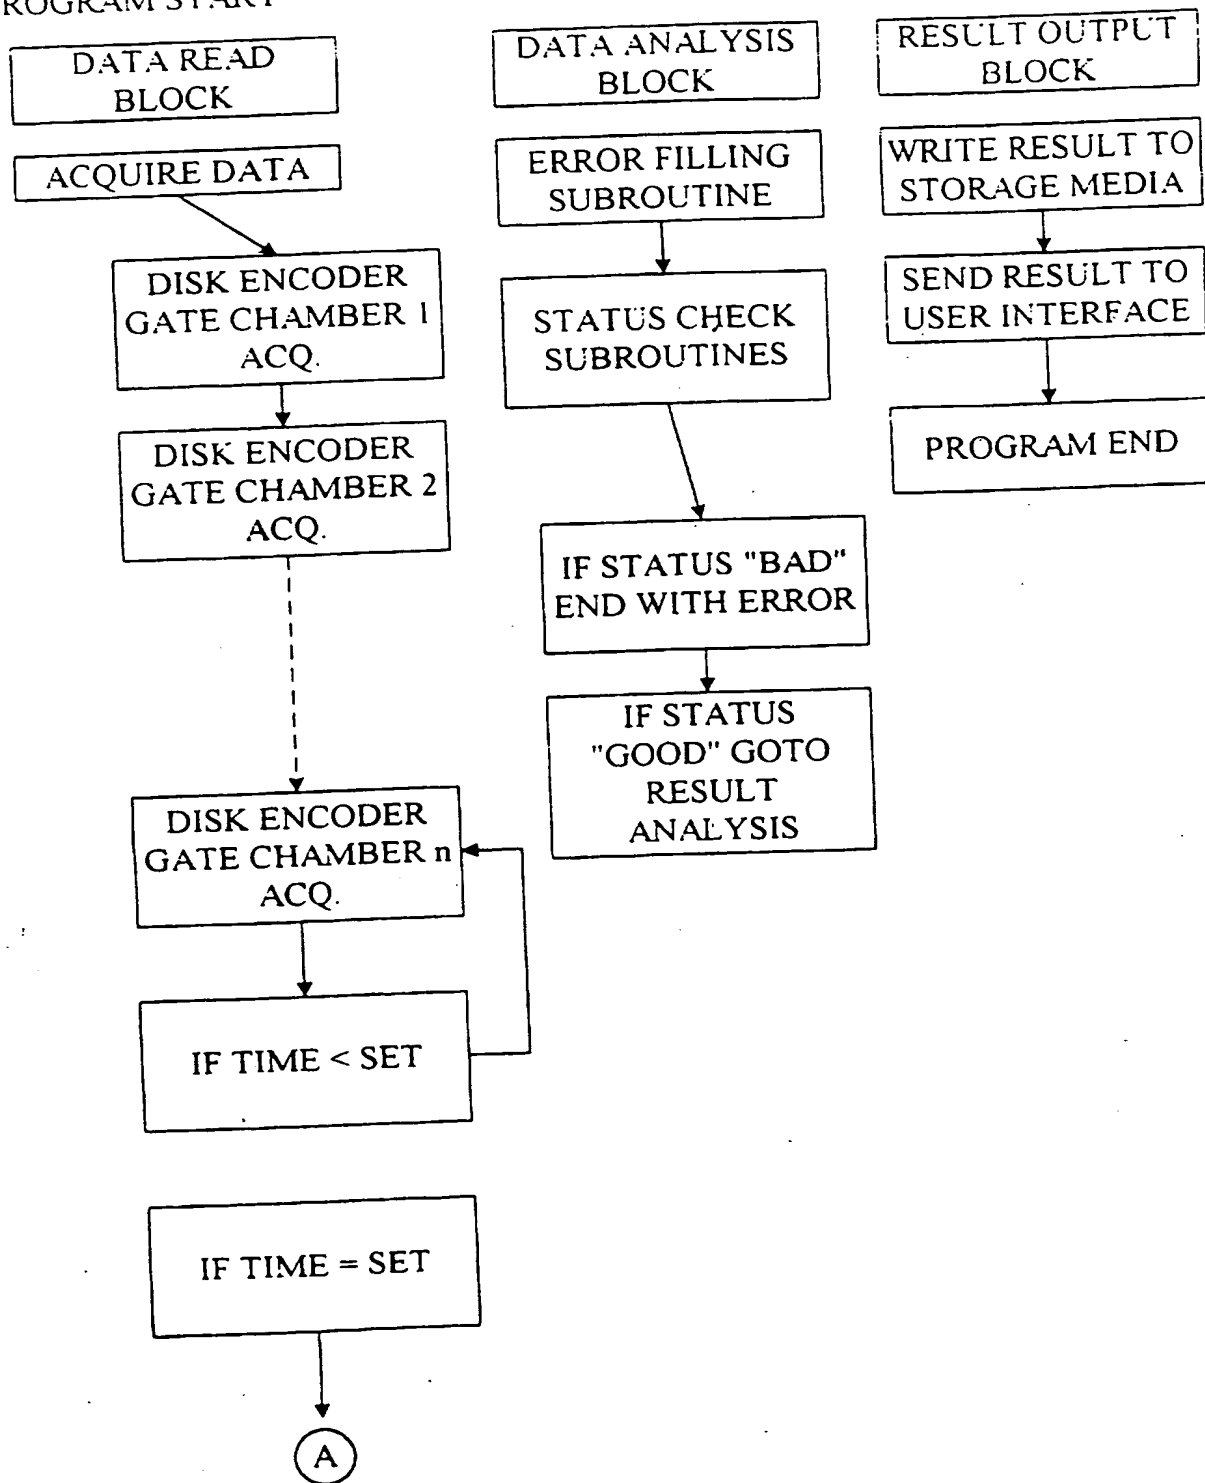 ROGRAM START
DATA READ
BLOCK
ACQUIRE DATA
DISK ENCODER
GATE CHAMBER 1
ACQ.
DISK ENCODER
GATE CHAMBER 2
ACQ.
DISK ENCODER
GATE CHAMBER n
ACQ.
IF TIME < SET
IF TIME = SET
A
DATA ANALYSIS
BLOCK
ERROR FILLING
SUBROUTINE
STATUS CHECK
SUBROUTINES
IF STATUS "BAD"
END WITH ERROR
IF STATUS
"GOOD" GOTO
RESULT
ANALYSIS
RESULT OUTPUT
BLOCK
WRITE RESULT TO
STORAGE MEDIA
SEND RESULT TO
USER INTERFACE
PROGRAM END